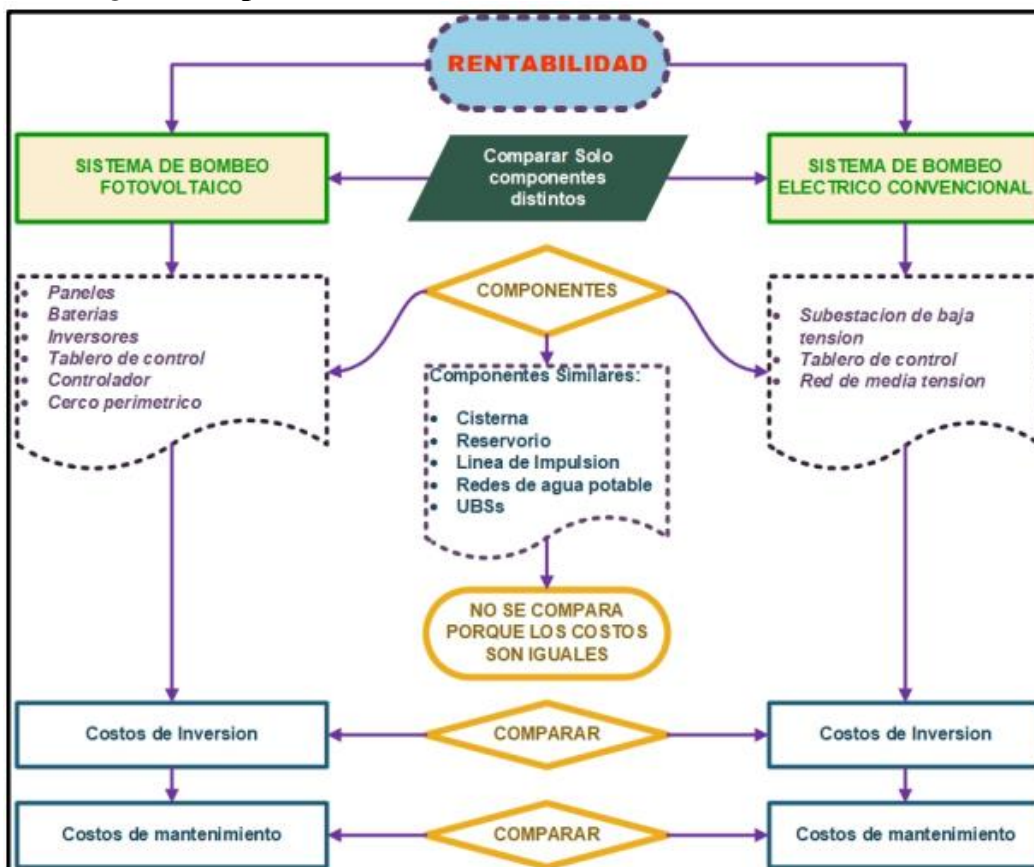 RENTABILIDAD
SISTEMA DE BOMBEO
FOTOVOLTAICO
Comparar Solo
componentes
distintos
SISTEMA DE BOMBEO
ELECTRICO CONVENCIONAL
• Paneles
• Baterias
• Inversores
• Tablero de control
• Controlador
• Cerco perimetrico
COMPONENTES
• Subestacion de baja
tension
• Tablero de control
• Red de media tension
Componentes Similares:
• Cisterna
• Reservorio
• Linea de Impulsion
• Redes de agua potable
• UBSs
NO SE COMPARA
PORQUE LOS COSTOS
SON IGUALES
Costos de Inversion
COMPARAR
Costos de Inversion
Costos de mantenimiento
COMPARAR
Costos de mantenimiento